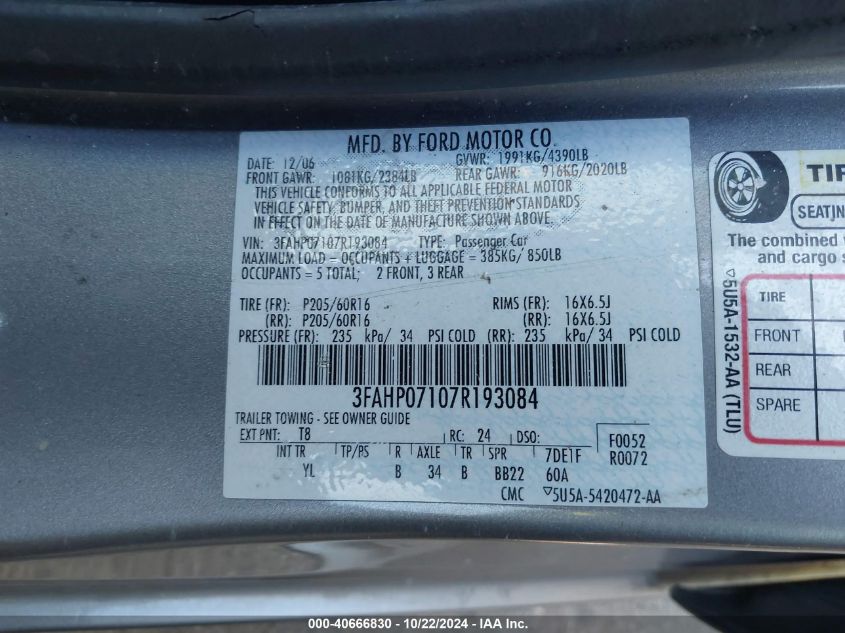 MFD. BY FORD MOTOR CO.
DATE: 12/06 GVWR: 1991KG/4390LB
FRONT GAWR: 1081KG/2384LB REAR GAWR: 916KG/2020LB
THIS VEHICLE CONFORMS TO ALL APPLICABLE FEDERAL MOTOR
VEHICLE SAFETY, BUMPER, AND THEFT PREVENTION STANDARDS
IN EFFECT ON THE DATE OF MANUFACTURE SHOWN ABOVE.
VIN: 3FAHP07107R193084 TYPE: Passenger Car
MAXIMUM LOAD = OCCUPANTS + LUGGAGE = 385KG/ 850LB
OCCUPANTS = 5 TOTAL; 2 FRONT, 3 REAR
TIRE (FR): P205/60R16 RIMS (FR): 16X6.5J
(RR): P205/60R16 (RR): 16X6.5J
PRESSURE (FR): 235 kPa/ 34 PSI COLD (RR): 235 kPa/ 34 PSI COLD
3FAHP07107R193084
TRAILER TOWING - SEE OWNER GUIDE
EXT PNT: T8 RC: 24 DSO: F0052
INT TR TP/PS R AXLE TR SPR 7DE1F R0072
YL B 34 B BB22 60A
CMC ▽5U5A-5420472-AA
TIR
SEATIN
The combined
and cargo
TIRE
FRONT
REAR
SPARE
▽5U5A-1532-AA (TLU)
000-40666830 - 10/22/2024 - IAA Inc.